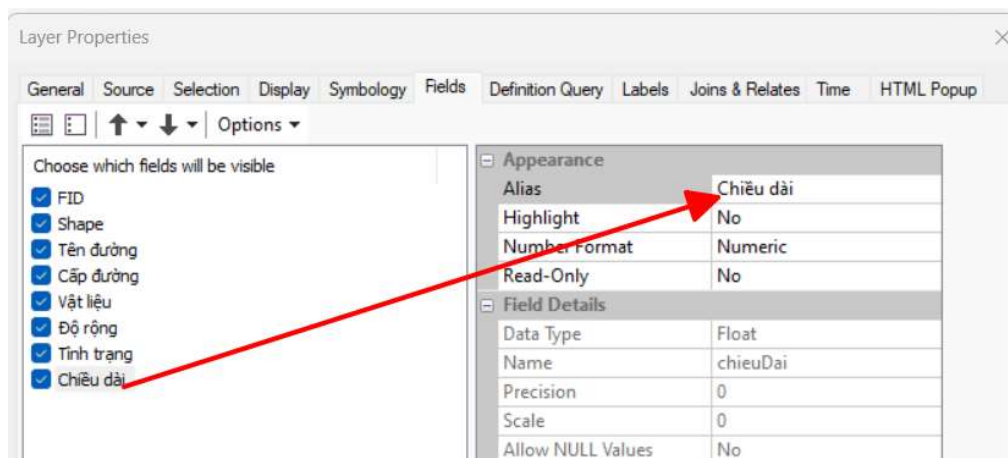 Layer Properties
General Source Selection Display Symbology Fields Definition Query Labels Joins & Relates Time HTML Popup
Options
Choose which fields will be visible
FID
Shape
Tên đường
Cấp đường
Vật liệu
Độ rộng
Tình trạng
Chiều dài
Appearance
Alias Chiều dài
Highlight No
Number Format Numeric
Read-Only No
Field Details
Data Type Float
Name chieuDai
Precision 0
Scale 0
Allow NULL Values No